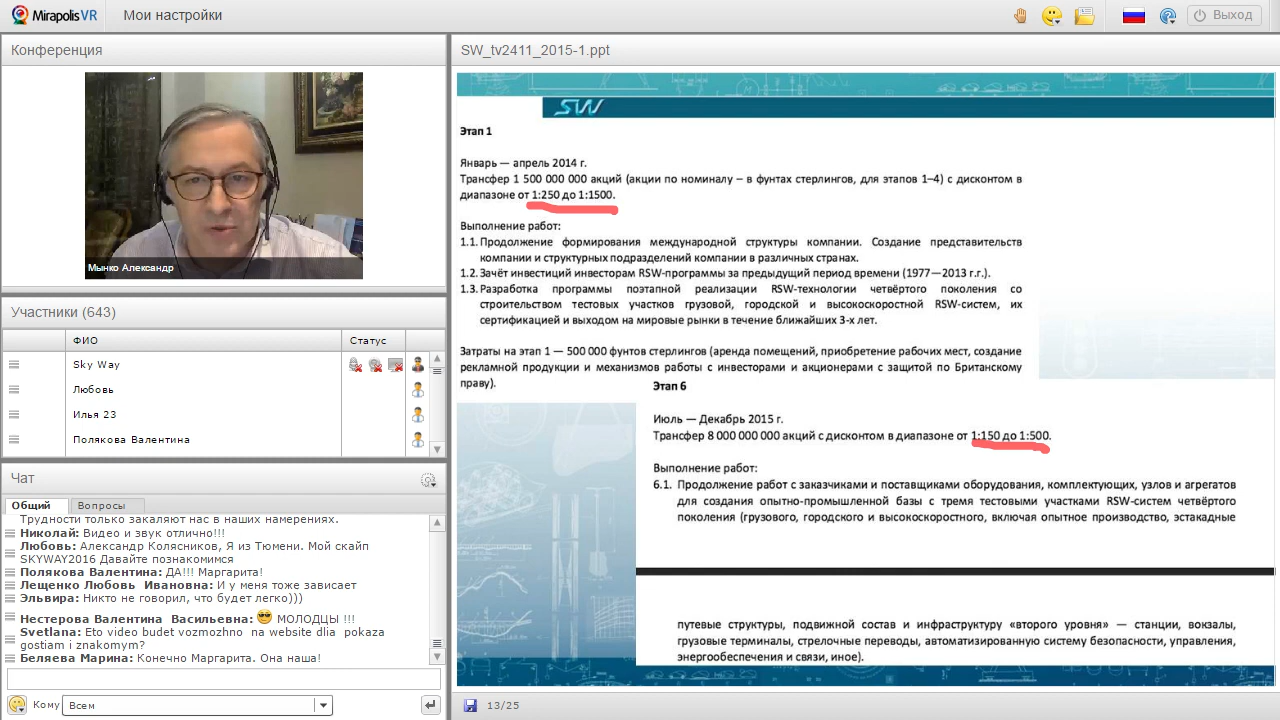 Mirapolis VR
Мои настройки
Выход
Конференция
Мынко Александр
Участники (643)
ФИО
Статус
Sky Way
Любовь
Илья 23
Полякова Валентина
Чат
Общий
Вопросы
Трудности только закаляют нас в наших намерениях.
Николай: Видео и звук отлично!!!
Любовь: Александр Колясников, Я из Тюмени. Мой скайп
SKYWAY2016 Давайте познакомимся
Полякова Валентина: ДА!!! Маргарита!
Лещенко Любовь Ивановна: И у меня тоже зависает
Эльвира: Никто не говорил, что будет легко)))
Нестерова Валентина Васильевна: МОЛОДЦЫ !!!
Svetlana: Eto video budet vozmozhno na website dlia pokaza
gostiam i znakomym?
Беляева Марина: Конечно Маргарита. Она наша!
Кому
Всем
SW_tv2411_2015-1.ppt
SW
Этап 1
Январь — апрель 2014 г.
Трансфер 1 500 000 000 акций (акции по номиналу – в фунтах стерлингов, для этапов 1–4) с дисконтом в
диапазоне от 1:250 до 1:1500.
Выполнение работ:
1.1. Продолжение формирования международной структуры компании. Создание представительств
компании и структурных подразделений компании в различных странах.
1.2. Зачёт инвестиций инвесторам RSW-программы за предыдущий период времени (1977—2013 г.г.).
1.3. Разработка программы поэтапной реализации RSW-технологии четвёртого поколения со
строительством тестовых участков грузовой, городской и высокоскоростной RSW-систем, их
сертификацией и выходом на мировые рынки в течение ближайших 3-х лет.
Затраты на этап 1 — 500 000 фунтов стерлингов (аренда помещений, приобретение рабочих мест, создание
рекламной продукции и механизмов работы с инвесторами и акционерами с защитой по Британскому
праву).
Этап 6
Июль — Декабрь 2015 г.
Трансфер 8 000 000 000 акций с дисконтом в диапазоне от 1:150 до 1:500.
Выполнение работ:
6.1. Продолжение работ с заказчиками и поставщиками оборудования, комплектующих, узлов и агрегатов
для создания опытно-промышленной базы с тремя тестовыми участками RSW-систем четвёртого
поколения (грузового, городского и высокоскоростного, включая опытное производство, эстакадные
путевые структуры, подвижной состав и инфраструктуру «второго уровня» — станции, вокзалы,
грузовые терминалы, стрелочные переводы, автоматизированную систему безопасности, управления,
энергообеспечения и связи, иное).
13/25